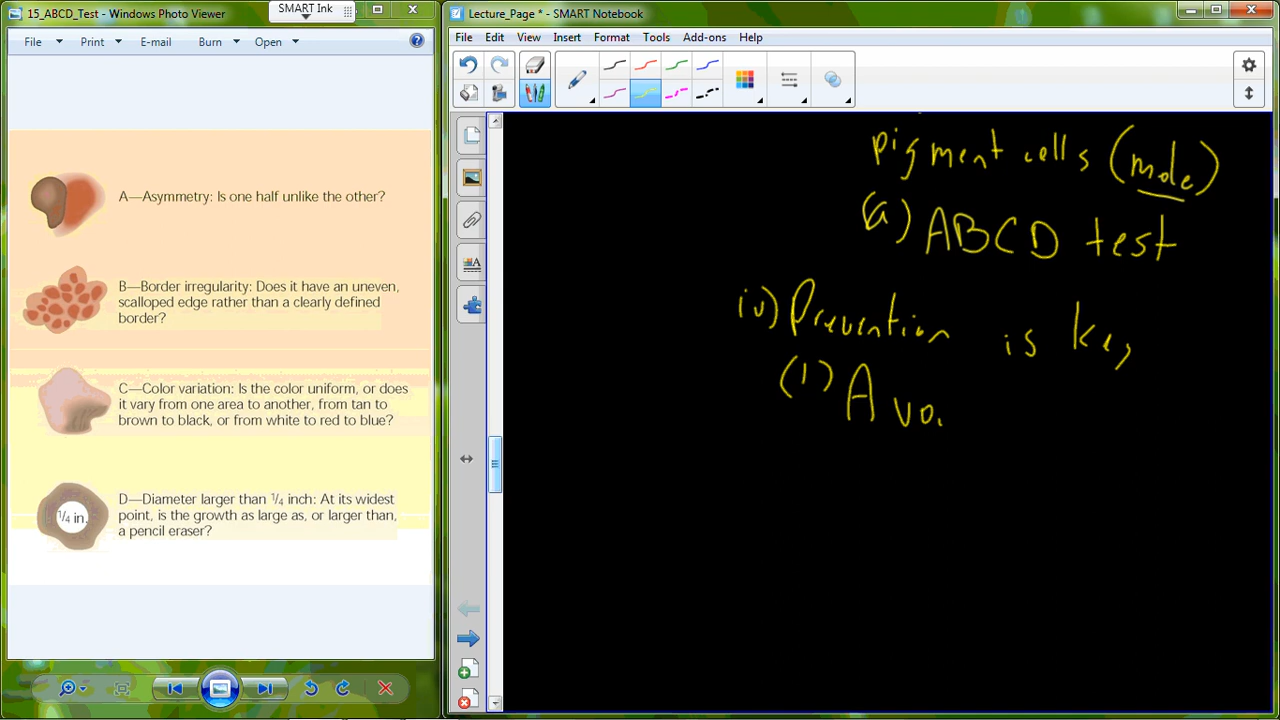 15_ABCD_Test - Windows Photo Viewer
SMART Ink
File Print E-mail Burn Open
A—Asymmetry: Is one half unlike the other?
B—Border irregularity: Does it have an uneven,
scalloped edge rather than a clearly defined
border?
C—Color variation: Is the color uniform, or does
it vary from one area to another, from tan to
brown to black, or from white to red to blue?
1/4 in.
D—Diameter larger than 1/4 inch: At its widest
point, is the growth as large as, or larger than,
a pencil eraser?
Lecture_Page * - SMART Notebook
File Edit View Insert Format Tools Add-ons Help
pigment cells (mole)
(a) ABCD test
iv) Prevention is key
(1) Avo